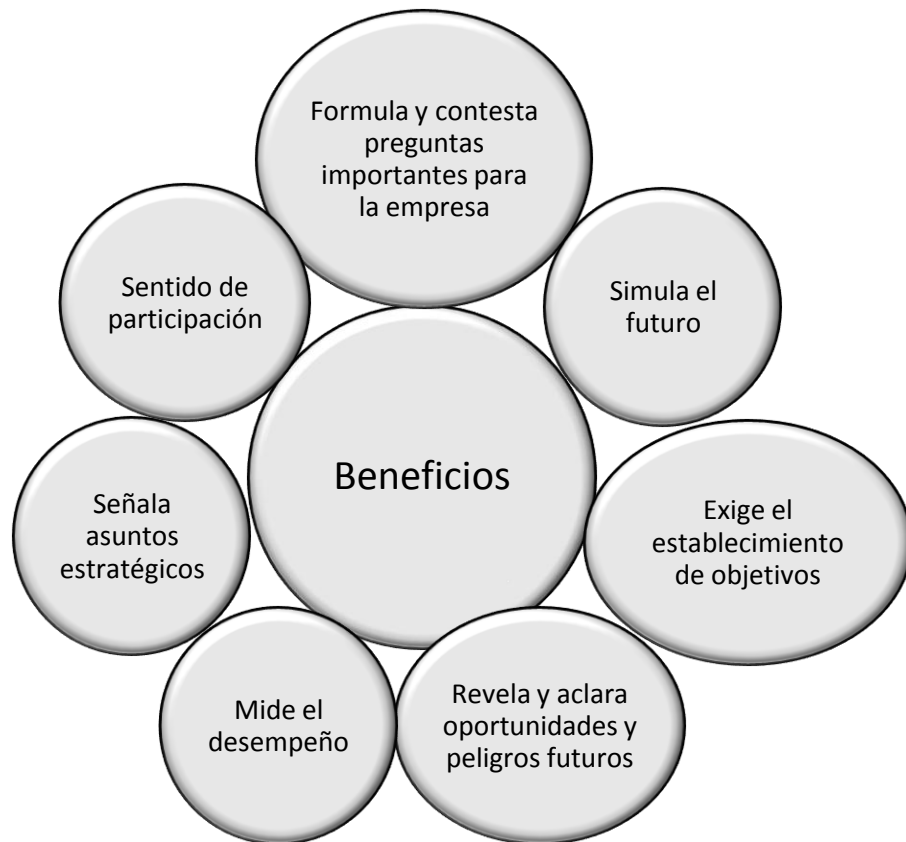 Formula y contesta
preguntas
importantes para
la empresa
Simula el
futuro
Exige el
establecimiento
de objetivos
Revela y aclara
oportunidades y
peligros futuros
Mide el
desempeño
Señala
asuntos
estratégicos
Sentido de
participación
Beneficios